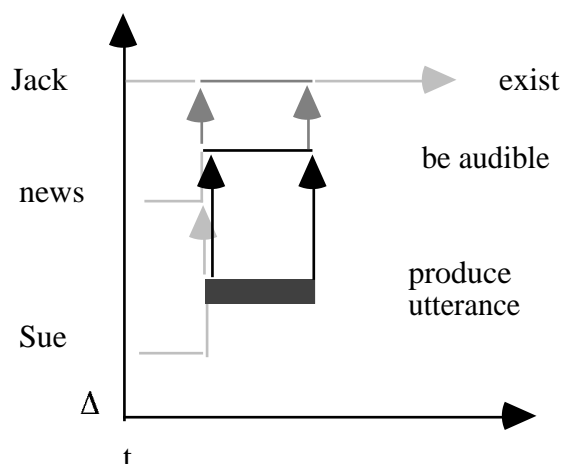 Jack
exist
be audible
news
produce
utterance
Sue
Δ
t